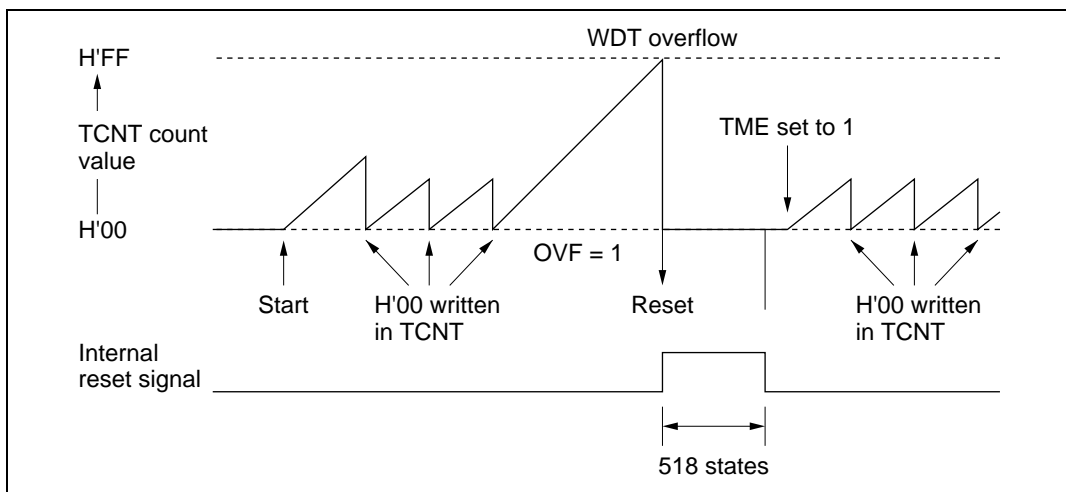 WDT overflow
H'FF
TCNT count
value
TME set to 1
H'00
OVF = 1
Start
H'00 written
in TCNT
Reset
H'00 written
in TCNT
Internal
reset signal
518 states